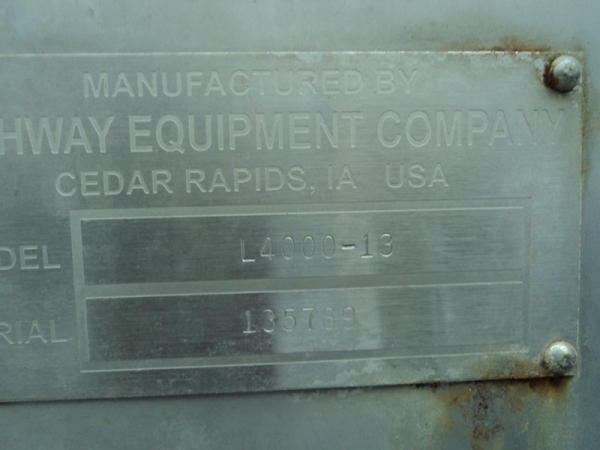 MANUFACTURED BY
HWAY EQUIPMENT COMPANY
CEDAR RAPIDS, IA USA
DEL L4000-13
RIAL 135769